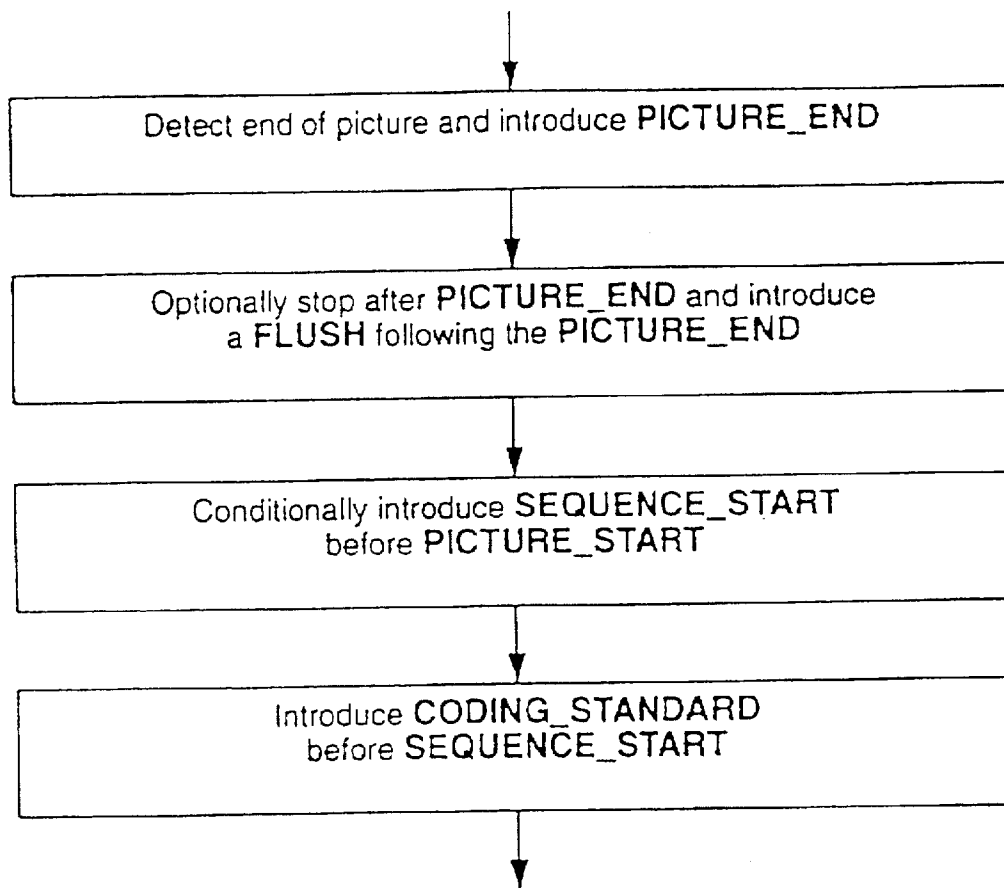 Detect end of picture and introduce PICTURE_END
Optionally stop after PICTURE_END and introduce
a FLUSH following the PICTURE_END
Conditionally introduce SEQUENCE_START
before PICTURE_START
Introduce CODING_STANDARD
before SEQUENCE_START